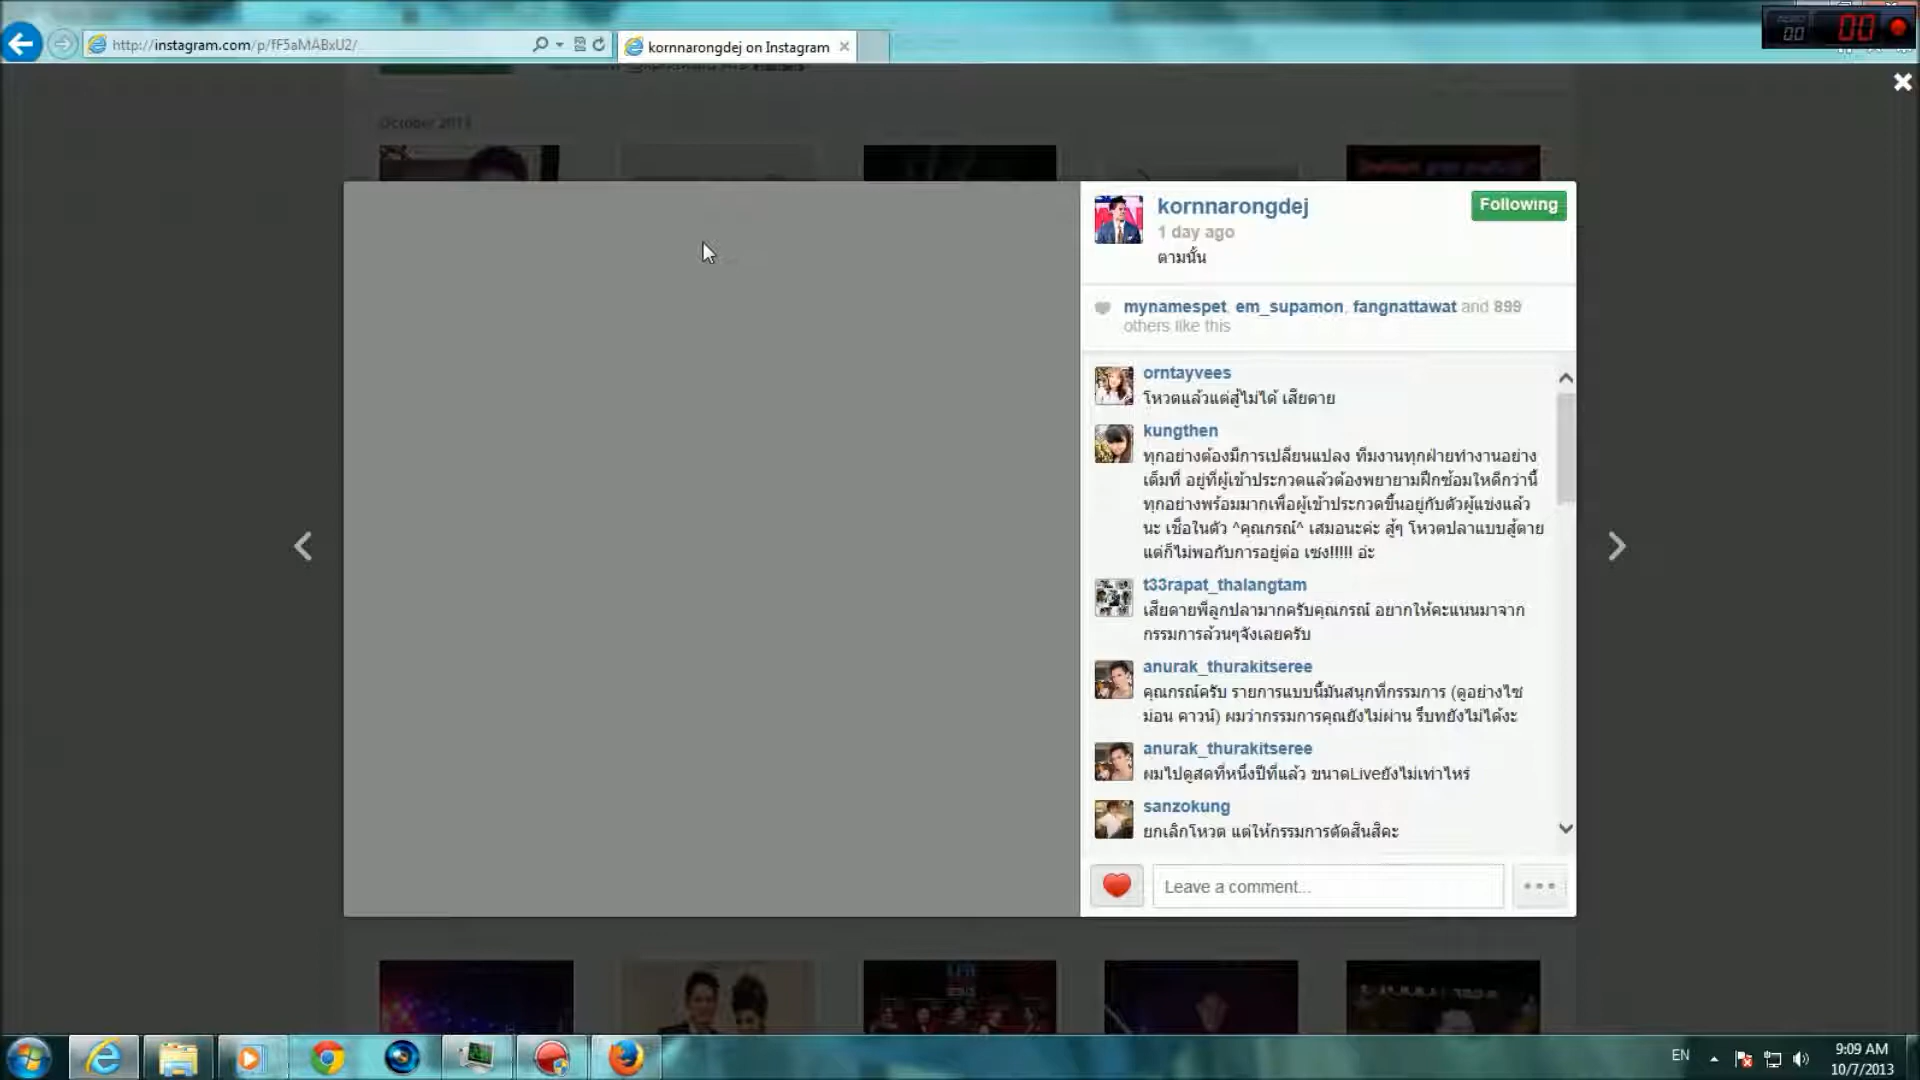 http://instagram.com/p/fF5aMABxU2/
kornnarongdej on Instagram
00
00
October 2013
kornnarongdej
Following
1 day ago
ตามนั้น
mynamespet, em_supamon, fangnattawat and 899
others like this
orntayvees
โหวตแล้วแต่สู้ไม่ได้ เสียดาย
kungthen
ทุกอย่างต้องมีการเปลี่ยนแปลง ทีมงานทุกฝ่ายทำงานอย่าง
เต็มที่ อยู่ที่ผู้เข้าประกวดแล้วต้องพยายามฝึกซ้อมใหดีกว่านี้
ทุกอย่างพร้อมมากเพื่อผู้เข้าประกวดขึ้นอยู่กับตัวผู้แข่งแล้ว
นะ เชื่อในตัว ^คุณกรณ์^ เสมอนะค่ะ สู้ๆ โหวตปลาแบบสู้ตาย
แต่ก็ไม่พอกับการอยู่ต่อ เซง!!!!! อ่ะ
t33rapat_thalangtam
เสียดายพี่ลูกปลามากครับคุณกรณ์ อยากให้คะแนนมาจาก
กรรมการล้วนๆจังเลยครับ
anurak_thurakitseree
คุณกรณ์ครับ รายการแบบนี้มันสนุกที่กรรมการ (ดูอย่างไซ
ม่อน คาวน์) ผมว่ากรรมการคุณยังไม่ผ่าน รีบทยังไม่ได้งะ
anurak_thurakitseree
ผมไปดูสดที่หนึ่งปีที่แล้ว ขนาดLiveยังไม่เท่าไหร่
sanzokung
ยกเลิกโหวต แต่ให้กรรมการตัดสินสิคะ
Leave a comment...
EN
9:09 AM
10/7/2013